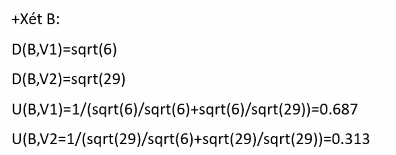 +Xét B:
D(B,V1)=sqrt(6)
D(B,V2)=sqrt(29)
U(B,V1)=1/(sqrt(6)/sqrt(6)+sqrt(6)/sqrt(29))=0.687
U(B,V2=1/(sqrt(29)/sqrt(6)+sqrt(29)/sqrt(29))=0.313